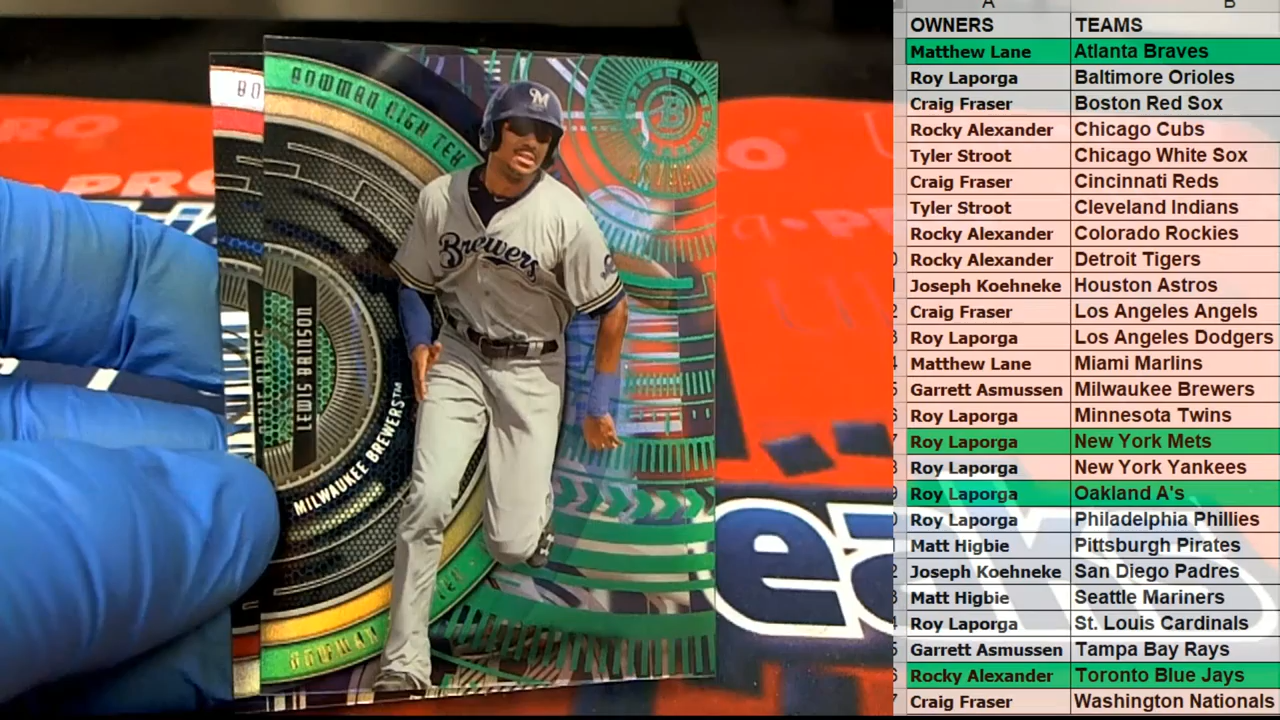 A B
OWNERS TEAMS
Matthew Lane Atlanta Braves
Roy Laporga Baltimore Orioles
Craig Fraser Boston Red Sox
Rocky Alexander Chicago Cubs
Tyler Stroot Chicago White Sox
Craig Fraser Cincinnati Reds
Tyler Stroot Cleveland Indians
Rocky Alexander Colorado Rockies
Rocky Alexander Detroit Tigers
Joseph Koehneke Houston Astros
Craig Fraser Los Angeles Angels
Roy Laporga Los Angeles Dodgers
Matthew Lane Miami Marlins
Garrett Asmussen Milwaukee Brewers
Roy Laporga Minnesota Twins
Roy Laporga New York Mets
Roy Laporga New York Yankees
Roy Laporga Oakland A's
Roy Laporga Philadelphia Phillies
Matt Higbie Pittsburgh Pirates
Joseph Koehneke San Diego Padres
Matt Higbie Seattle Mariners
Roy Laporga St. Louis Cardinals
Garrett Asmussen Tampa Bay Rays
Rocky Alexander Toronto Blue Jays
Craig Fraser Washington Nationals
BOWMAN HIGH TEK
BO
B
M
Brewers
LEWIS BRINSON
MILWAUKEE BREWERS™
BOWMAN
PRO
PRO
eaks